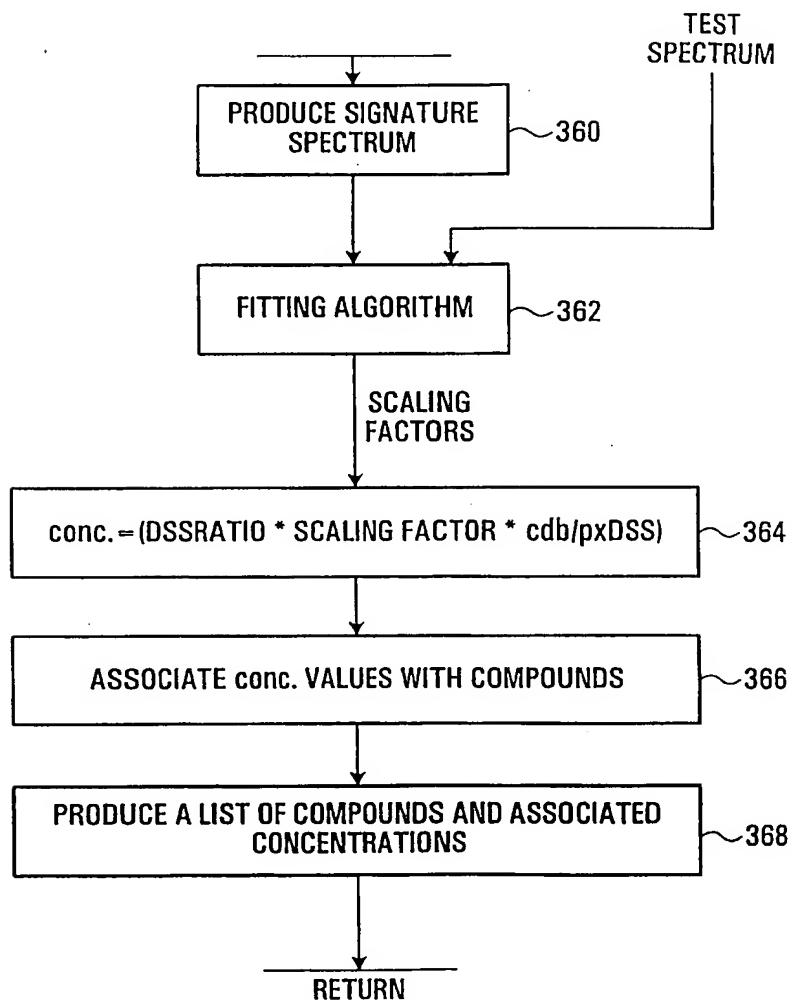 TEST
SPECTRUM
PRODUCE SIGNATURE
SPECTRUM
360
FITTING ALGORITHM
362
SCALING
FACTORS
conc.=(DSSRATIO * SCALING FACTOR * cdb/pxDSS)
364
ASSOCIATE conc. VALUES WITH COMPOUNDS
366
PRODUCE A LIST OF COMPOUNDS AND ASSOCIATED
CONCENTRATIONS
368
RETURN